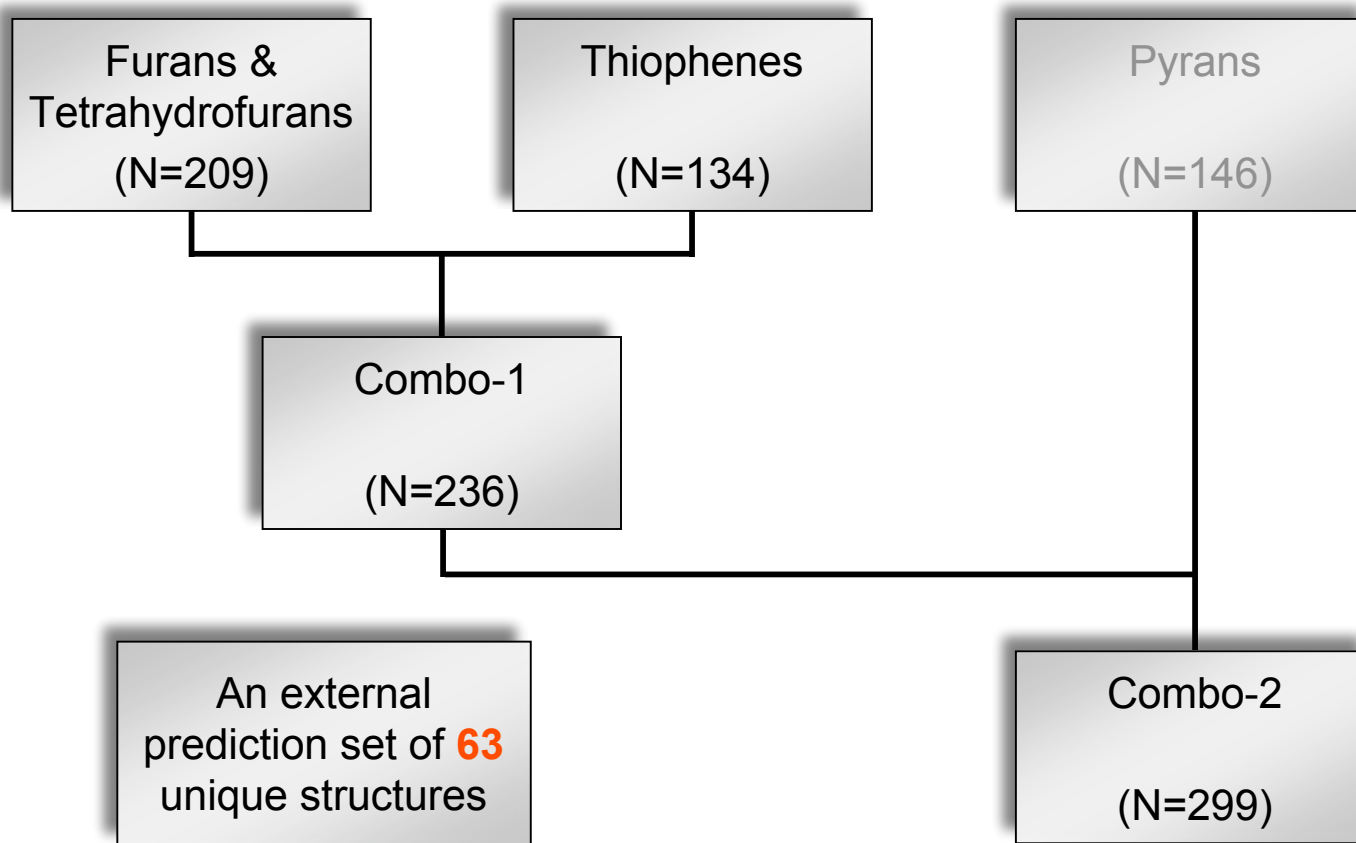 Furans &
Tetrahydrofurans
(N=209)
Thiophenes
(N=134)
Pyrans
(N=146)
Combo-1
(N=236)
An external
prediction set of 63
unique structures
Combo-2
(N=299)